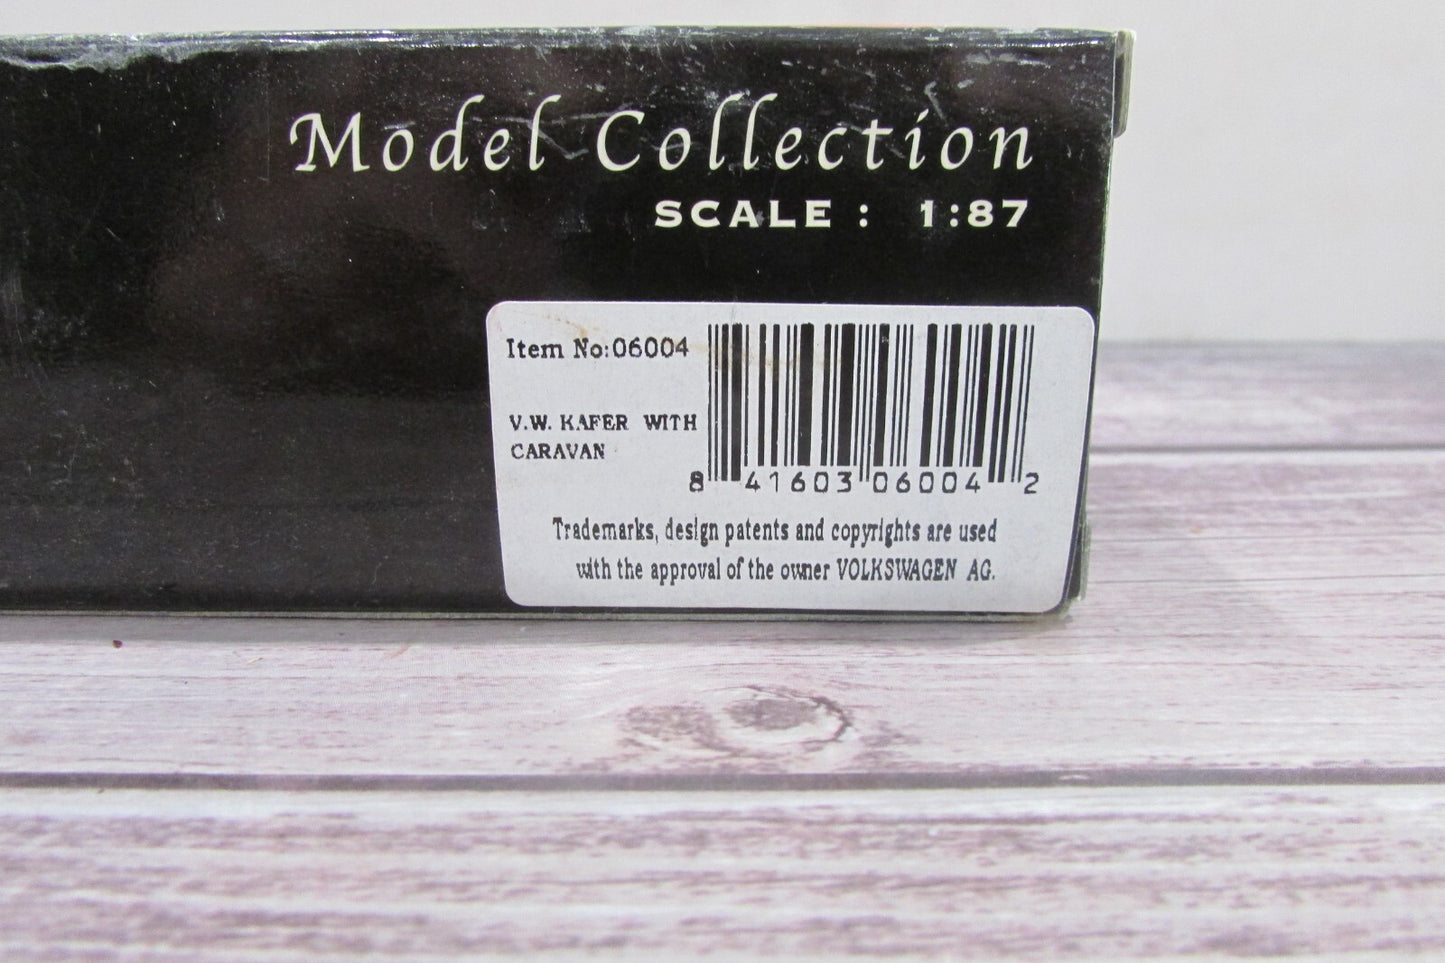 Model Collection
SCALE : 1:87
Item No:06004
V.W. KAFER WITH
CARAVAN
8 41603 06004 2
Trademarks, design patents and copyrights are used
with the approval of the owner VOLKSWAGEN AG.